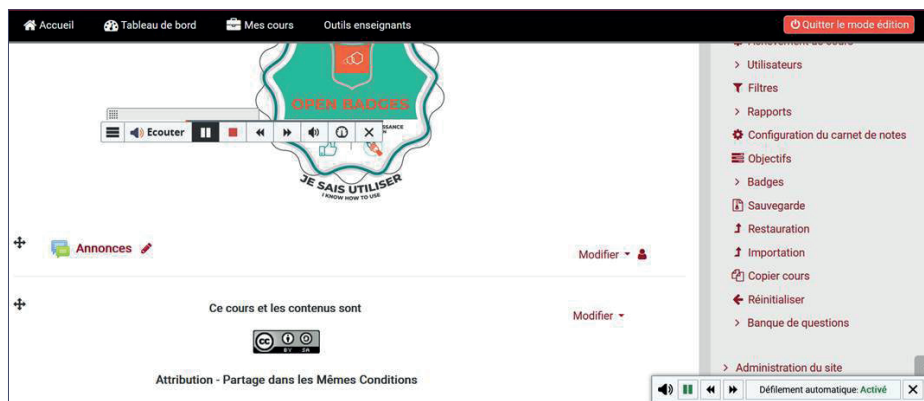 Accueil Tableau de bord Mes cours Outils enseignants Quitter le mode édition
OPEN BADGES
Ecouter
JE SAIS UTILISER
I KNOW HOW TO USE
Annonces
Modifier
Ce cours et les contenus sont
Modifier
BY SA
Attribution - Partage dans les Mêmes Conditions
Utilisateurs
Filtres
Rapports
Configuration du carnet de notes
Objectifs
Badges
Sauvegarde
Restauration
Importation
Copier cours
Réinitialiser
Banque de questions
Administration du site
Défilement automatique: Activé